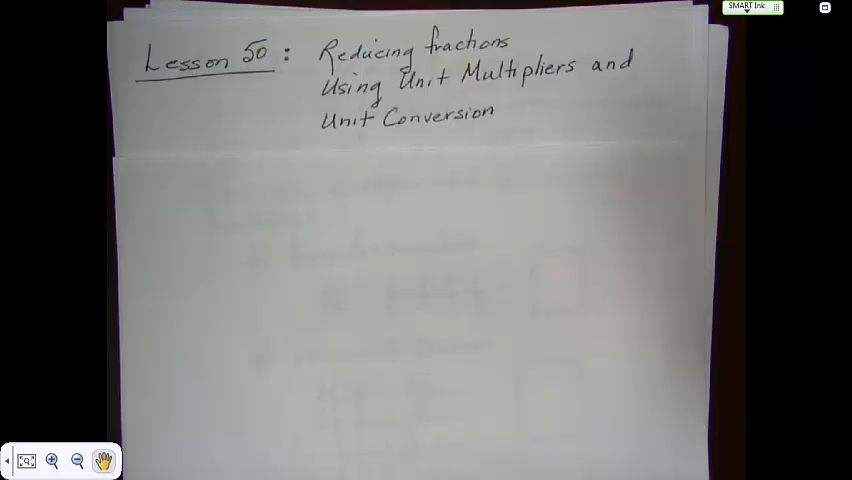 SMART Ink
Lesson 50 : Reducing fractions
Using Unit Multipliers and
Unit Conversion